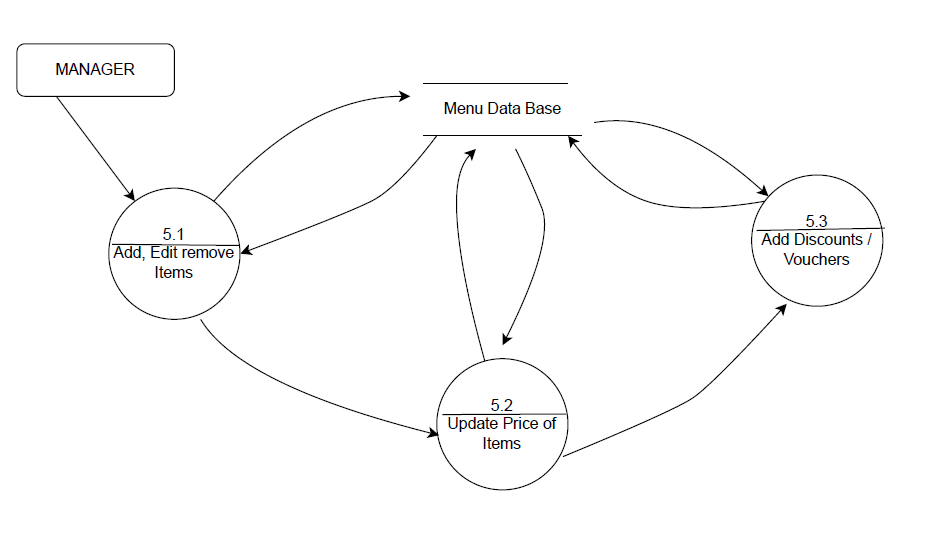 MANAGER
Menu Data Base
5.1
Add, Edit remove
Items
5.3
Add Discounts /
Vouchers
5.2
Update Price of
Items